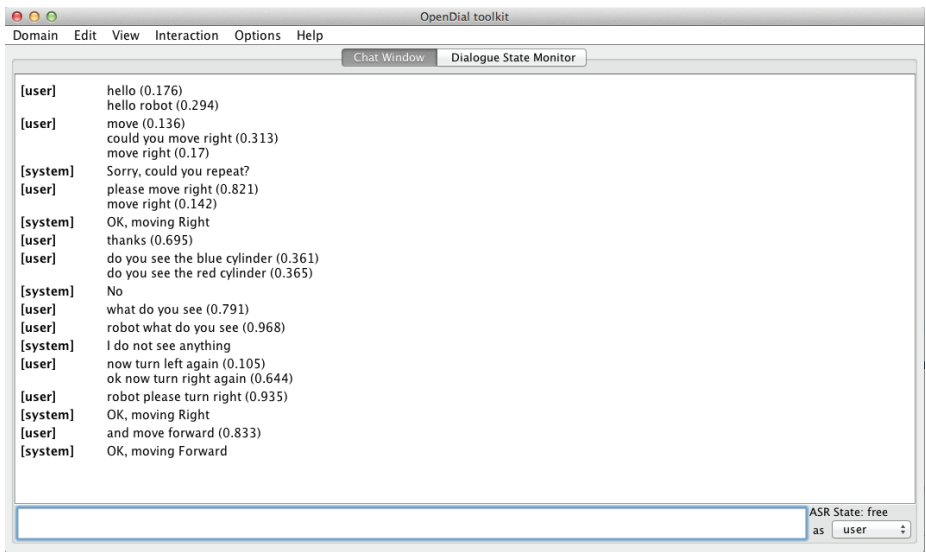 OpenDial toolkit
Domain Edit View Interaction Options Help
Chat Window Dialogue State Monitor
[user] hello (0.176)
hello robot (0.294)
[user] move (0.136)
could you move right (0.313)
move right (0.17)
[system] Sorry, could you repeat?
[user] please move right (0.821)
move right (0.142)
[system] OK, moving Right
[user] thanks (0.695)
[user] do you see the blue cylinder (0.361)
do you see the red cylinder (0.365)
[system] No
[user] what do you see (0.791)
[user] robot what do you see (0.968)
[system] I do not see anything
[user] now turn left again (0.105)
ok now turn right again (0.644)
[user] robot please turn right (0.935)
[system] OK, moving Right
[user] and move forward (0.833)
[system] OK, moving Forward
ASR State: free
as user